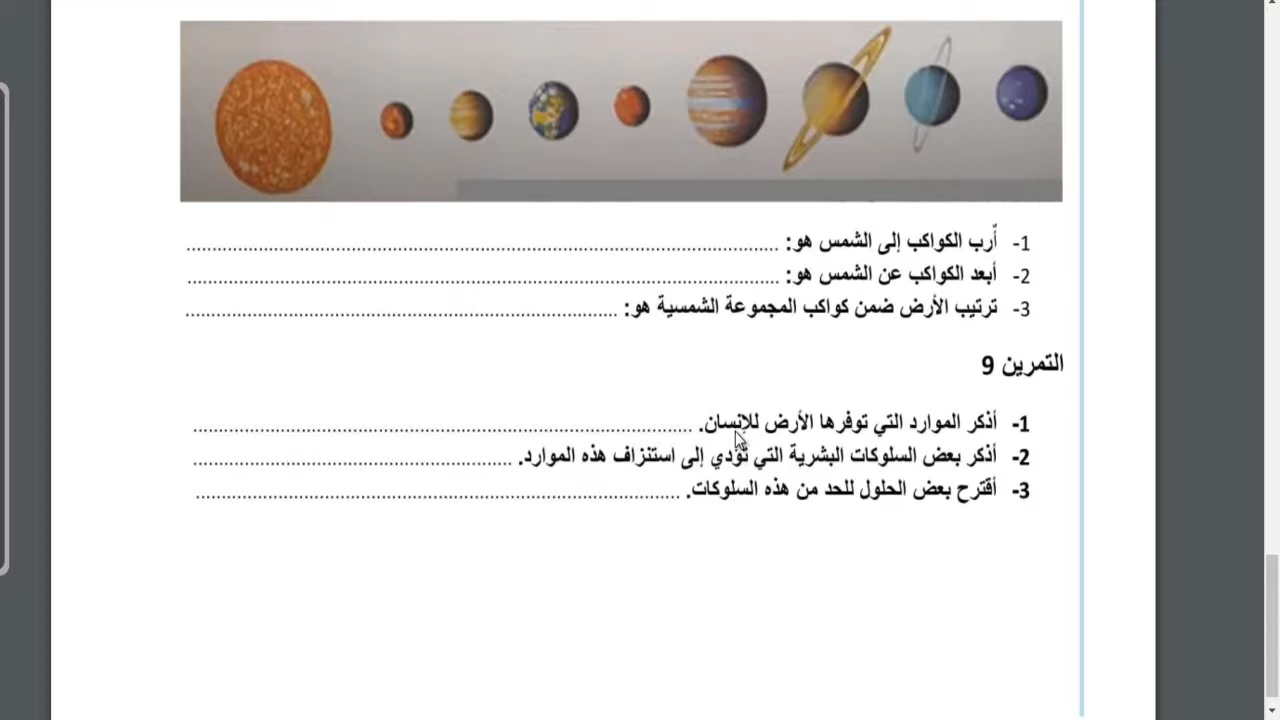 1- أّرب الكواكب إلى الشمس هو: ................................................................................
2- أبعد الكواكب عن الشمس هو: ................................................................................
3- ترتيب الأرض ضمن كواكب المجموعة الشمسية هو: ..........................................................
التمرين 9
1- أذكر الموارد التي توفرها الأرض للإنسان. ....................................................................
2- أذكر بعض السلوكات البشرية التي تؤدي إلى استنزاف هذه الموارد. ...........................................
3- أقترح بعض الحلول للحد من هذه السلوكات. .................................................................